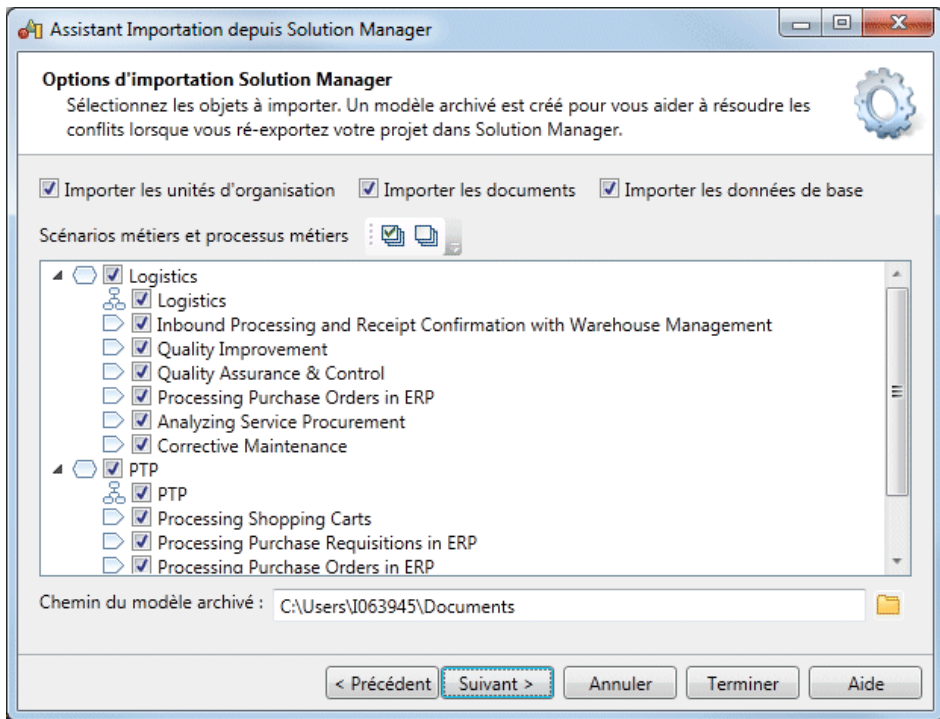 Assistant Importation depuis Solution Manager
Options d'importation Solution Manager
Sélectionnez les objets à importer. Un modèle archivé est créé pour vous aider à résoudre les
conflits lorsque vous ré-exportez votre projet dans Solution Manager.
Importer les unités d'organisation Importer les documents Importer les données de base
Scénarios métiers et processus métiers
Logistics
Logistics
Inbound Processing and Receipt Confirmation with Warehouse Management
Quality Improvement
Quality Assurance & Control
Processing Purchase Orders in ERP
Analyzing Service Procurement
Corrective Maintenance
PTP
PTP
Processing Shopping Carts
Processing Purchase Requisitions in ERP
Processing Purchase Orders in ERP
Chemin du modèle archivé : C:\Users\I063945\Documents
< Précédent Suivant > Annuler Terminer Aide